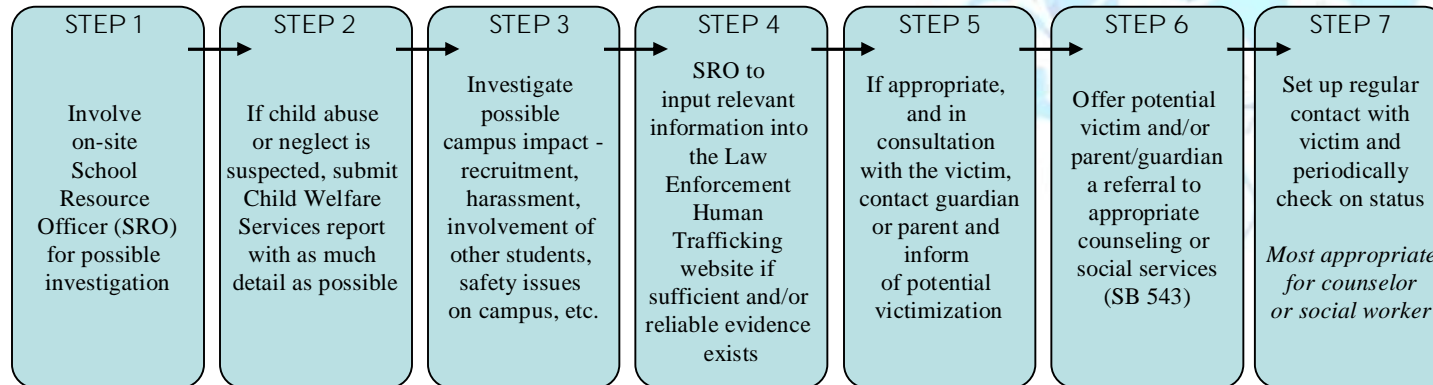 STEP 1
Involve
on-site
School
Resource
Officer (SRO)
for possible
investigation
STEP 2
If child abuse
or neglect is
suspected, submit
Child Welfare
Services report
with as much
detail as possible
STEP 3
Investigate
possible
campus impact -
recruitment,
harassment,
involvement of
other students,
safety issues
on campus, etc.
STEP 4
SRO to
input relevant
information into
the Law
Enforcement
Human
Trafficking
website if
sufficient and/or
reliable evidence
exists
STEP 5
If appropriate,
and in
consultation
with the victim,
contact guardian
or parent and
inform
of potential
victimization
STEP 6
Offer potential
victim and/or
parent/guardian
a referral to
appropriate
counseling or
social services
(SB 543)
STEP 7
Set up regular
contact with
victim and
periodically
check on status
Most appropriate
for counselor
or social worker